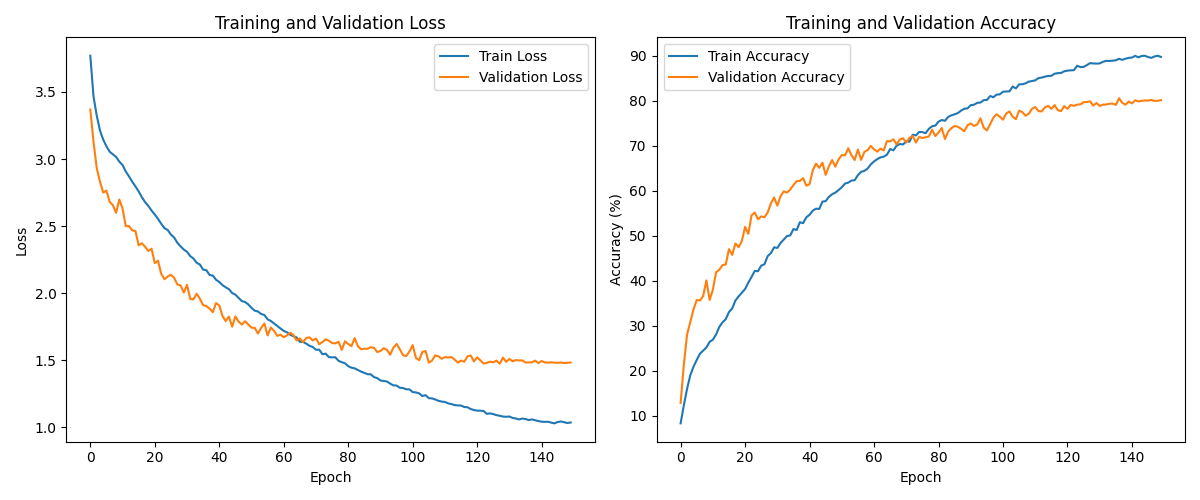 Training and Validation Loss
Train Loss
Validation Loss
3.5
3.0
2.5
2.0
1.5
1.0
Loss
0 20 40 60 80 100 120 140
Epoch
Training and Validation Accuracy
Train Accuracy
Validation Accuracy
90
80
70
60
50
40
30
20
10
Accuracy (%)
0 20 40 60 80 100 120 140
Epoch